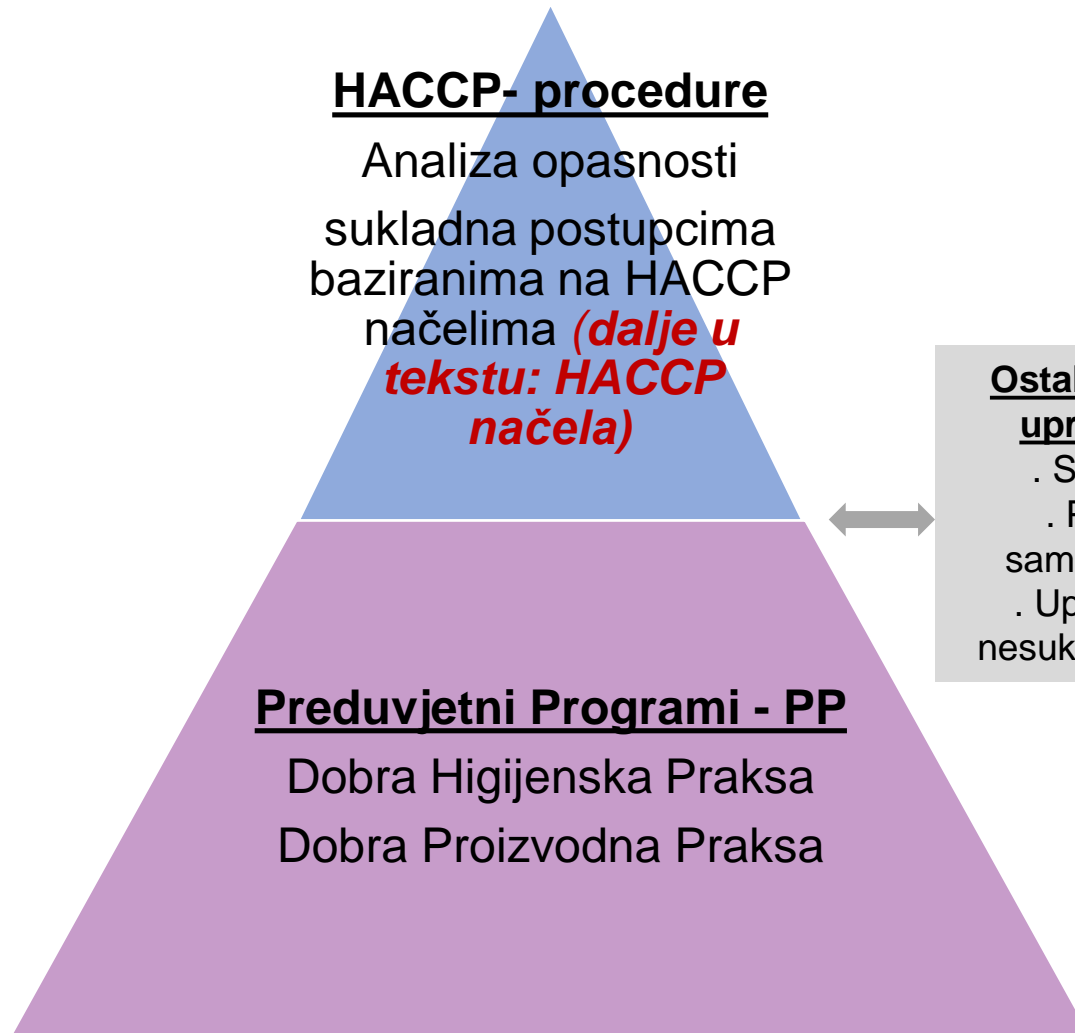 HACCP- procedure
Analiza opasnosti
sukladna postupcima
baziranima na HACCP
načelima (dalje u
tekstu: HACCP
načela)
Preduvjetni Programi - PP
Dobra Higijenska Praksa
Dobra Proizvodna Praksa